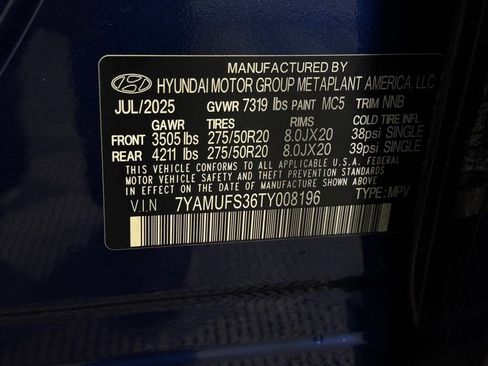 MANUFACTURED BY
HYUNDAI MOTOR GROUP METAPLANT AMERICA, LLC
JUL/2025 GVWR 7319 lbs PAINT MC5 TRIM NNB
GAWR TIRES RIMS COLD TIRE INFL
FRONT 3505 lbs 275/50R20 8.0JX20 38psi SINGLE
REAR 4211 lbs 275/50R20 8.0JX20 39psi SINGLE
THIS VEHICLE CONFORMS TO ALL APPLICABLE U.S.A. FEDERAL
MOTOR VEHICLE SAFETY AND THEFT PREVENTION STANDARDS
IN EFFECT ON THE DATE OF MANUFACTURE SHOWN ABOVE.
V.I.N 7YAMUFS36TY008196 TYPE: MPV